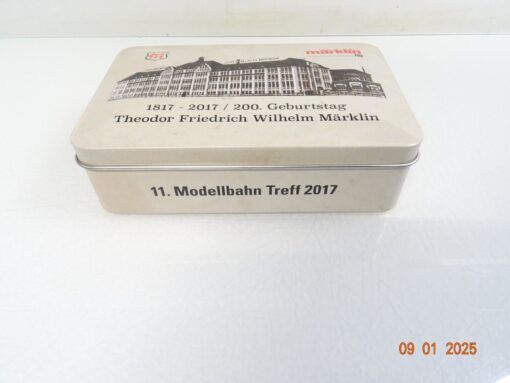 märklin
1817 - 2017 / 200. Geburtstag
Theodor Friedrich Wilhelm Märklin
11. Modellbahn Treff 2017
09 01 2025